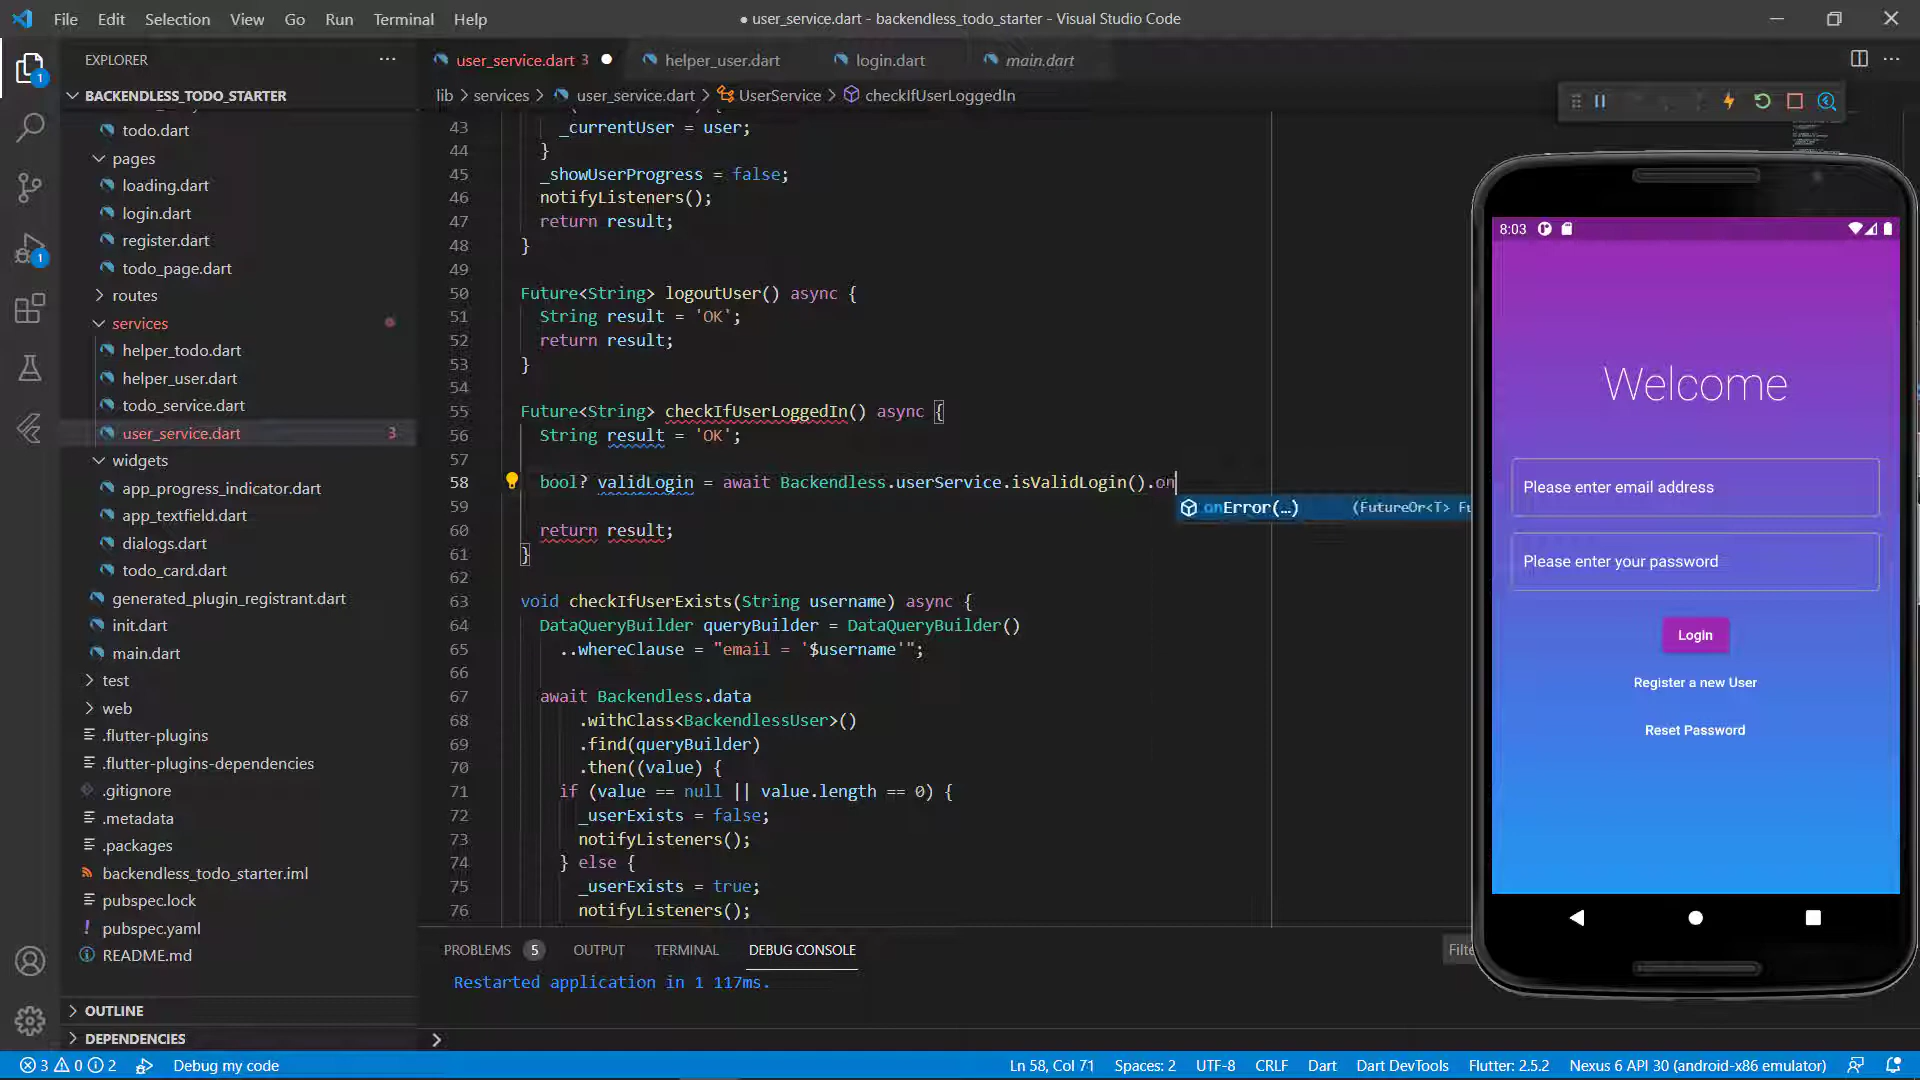 File Edit Selection View Go Run Terminal Help
● user_service.dart - backendless_todo_starter - Visual Studio Code
EXPLORER
BACKENDLESS_TODO_STARTER
todo.dart
pages
loading.dart
login.dart
register.dart
todo_page.dart
routes
services
helper_todo.dart
helper_user.dart
todo_service.dart
user_service.dart 3
widgets
app_progress_indicator.dart
app_textfield.dart
dialogs.dart
todo_card.dart
generated_plugin_registrant.dart
init.dart
main.dart
test
web
.flutter-plugins
.flutter-plugins-dependencies
.gitignore
.metadata
.packages
backendless_todo_starter.iml
pubspec.lock
pubspec.yaml
README.md
OUTLINE
DEPENDENCIES
1
1
user_service.dart 3 helper_user.dart login.dart main.dart
lib > services > user_service.dart > UserService > checkIfUserLoggedIn
43 _currentUser = user;
44 }
45 _showUserProgress = false;
46 notifyListeners();
47 return result;
48 }
49
50 Future<String> logoutUser() async {
51 String result = 'OK';
52 return result;
53 }
54
55 Future<String> checkIfUserLoggedIn() async {
56 String result = 'OK';
57
58 bool? validLogin = await Backendless.userService.isValidLogin().on
onError(…) (FutureOr<T> Fu
59
60 return result;
61 }
62
63 void checkIfUserExists(String username) async {
64 DataQueryBuilder queryBuilder = DataQueryBuilder()
65 ..whereClause = "email = '$username'";
66
67 await Backendless.data
68 .withClass<BackendlessUser>()
69 .find(queryBuilder)
70 .then((value) {
71 if (value == null || value.length == 0) {
72 _userExists = false;
73 notifyListeners();
74 } else {
75 _userExists = true;
76 notifyListeners();
PROBLEMS 5 OUTPUT TERMINAL DEBUG CONSOLE
Filte
Restarted application in 1 117ms.
8:03
Welcome
Please enter email address
Please enter your password
Login
Register a new User
Reset Password
3 0 2 Debug my code
Ln 58, Col 71 Spaces: 2 UTF-8 CRLF Dart Dart DevTools Flutter: 2.5.2 Nexus 6 API 30 (android-x86 emulator)